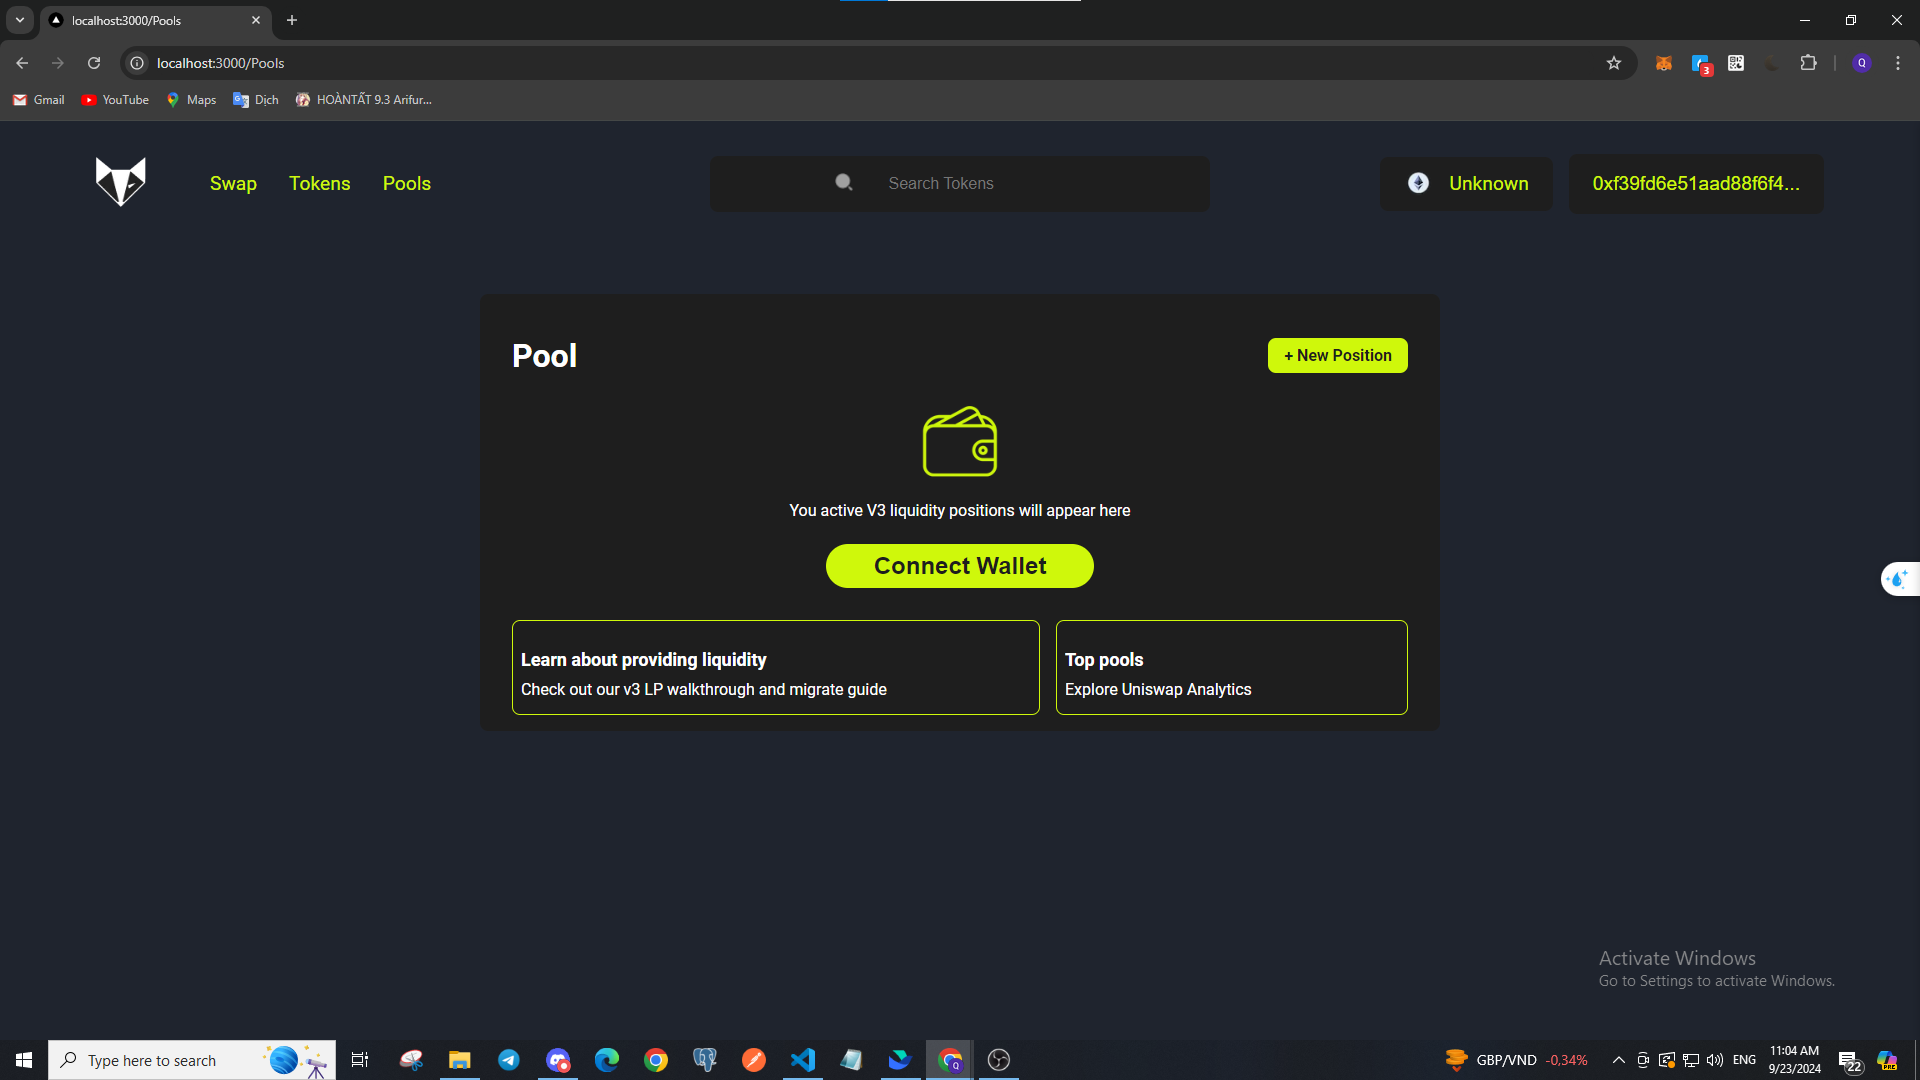 localhost:3000/Pools
localhost:3000/Pools
3
Q
Gmail
YouTube
Maps
Dịch
HOÀNTẤT 9.3 Arifur...
Swap
Tokens
Pools
Search Tokens
Unknown
0xf39fd6e51aad88f6f4...
Pool
+ New Position
You active V3 liquidity positions will appear here
Connect Wallet
Learn about providing liquidity
Check out our v3 LP walkthrough and migrate guide
Top pools
Explore Uniswap Analytics
Activate Windows
Go to Settings to activate Windows.
Type here to search
Q
GBP/VND
-0,34%
ENG
11:04 AM
9/23/2024
22
PRE